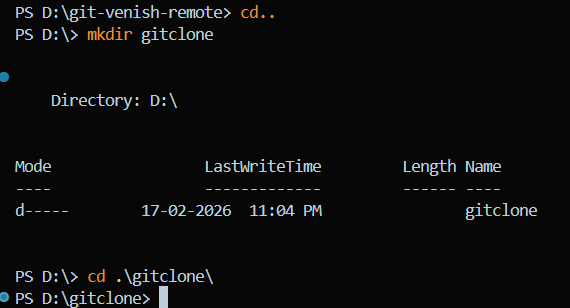 PS D:\git-venish-remote> cd..
PS D:\> mkdir gitclone
Directory: D:\
Mode LastWriteTime Length Name
---- ------------- ------ ----
d----- 17-02-2026 11:04 PM gitclone
PS D:\> cd .\gitclone\
PS D:\gitclone>